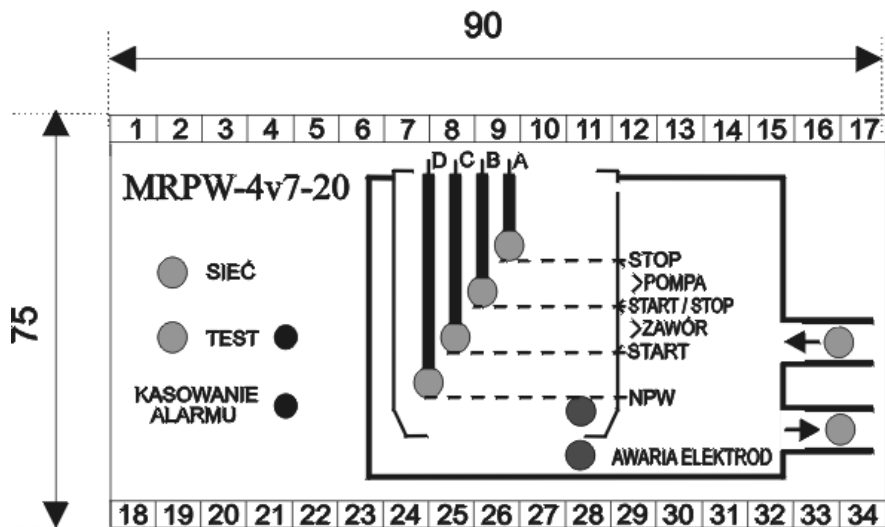 90
1 2 3 4 5 6 7 8 9 10 11 12 13 14 15 16 17
D C B A
MRPW-4v7-20
STOP
SIEĆ
>POMPA
START / STOP
75
TEST
>ZAWÓR
START
KASOWANIE
ALARMU
NPW
AWARIA ELEKTROD
18 19 20 21 22 23 24 25 26 27 28 29 30 31 32 33 34